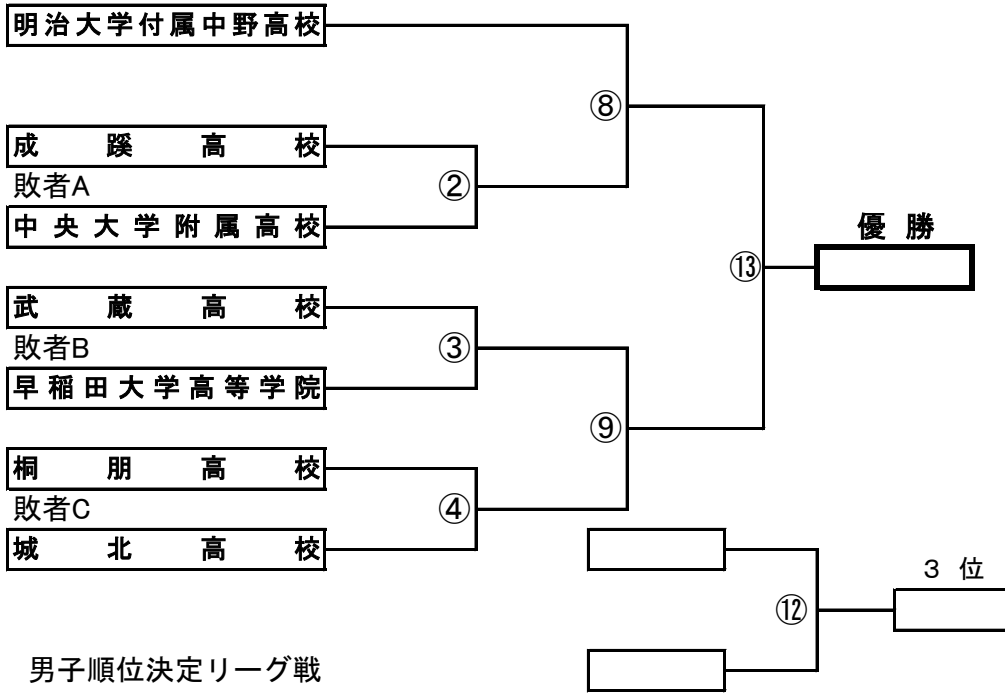 明治大学付属中野高校
⑧
成蹊高校
敗者A
②
中央大学附属高校
優勝
⑬
武蔵高校
敗者B
③
早稲田大学高等学院
⑨
桐朋高校
敗者C
④
城北高校
3位
⑫
男子順位決定リーグ戦